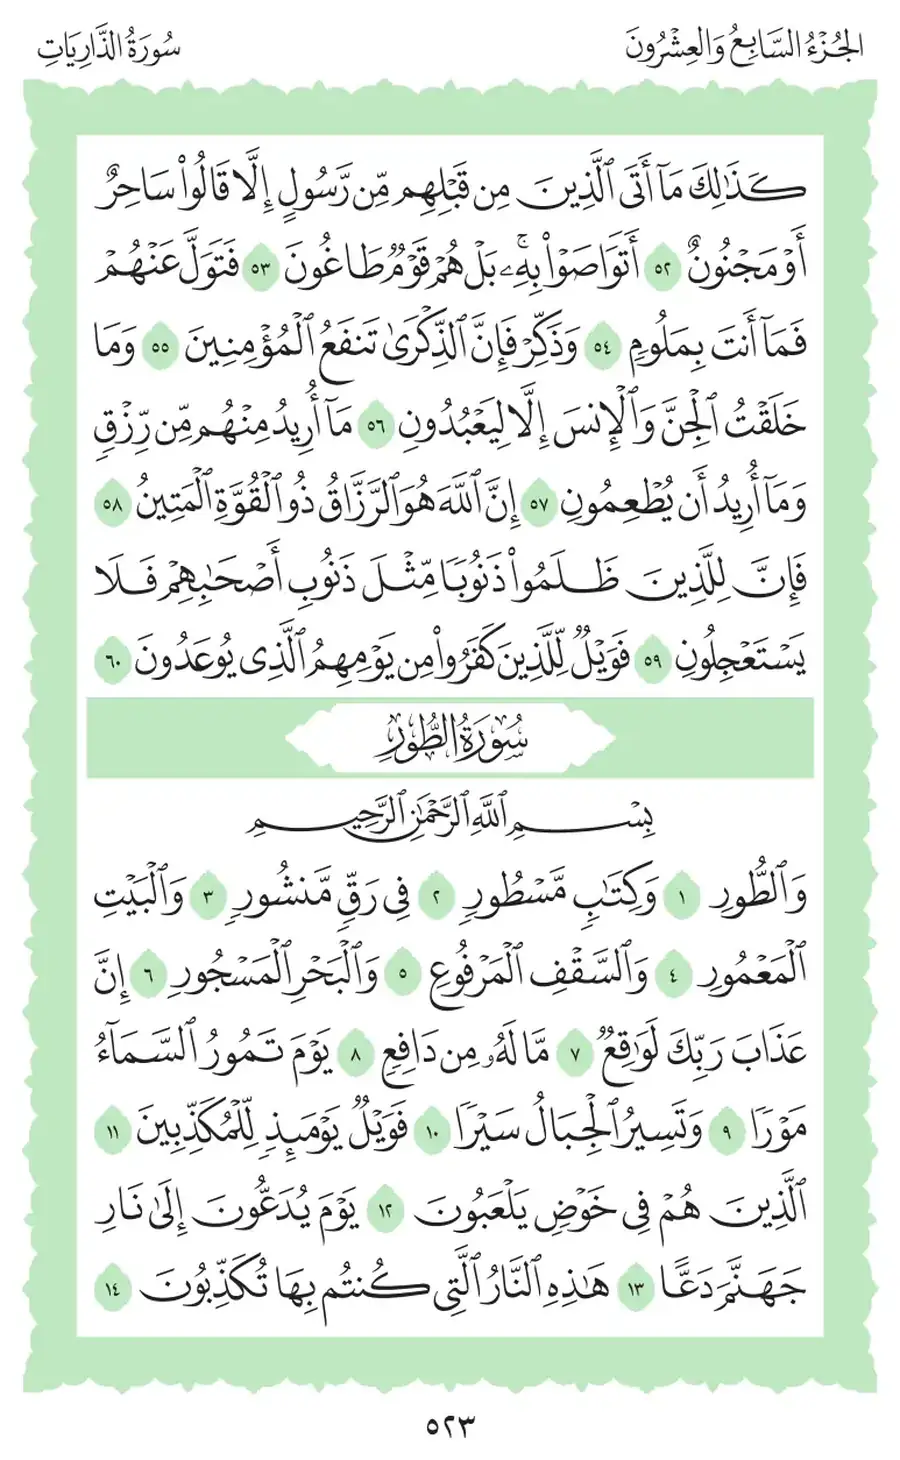 الجُزْءُ السَّابِعُ وَالعِشْرُونَ
سُورَةُ الذَّارِيَاتِ
كَذَٰلِكَ مَآ أَتَى ٱلَّذِينَ مِن قَبْلِهِم مِّن رَّسُولٍ إِلَّا قَالُواْ سَاحِرٌ
أَوْ مَجْنُونٌ ٥٢ أَتَوَاصَوْاْ بِهِۦۚ بَلْ هُمْ قَوْمٌ طَاغُونَ ٥٣ فَتَوَلَّ عَنْهُمْ
فَمَآ أَنتَ بِمَلُومٍ ٥٤ وَذَكِّرْ فَإِنَّ ٱلذِّكْرَىٰ تَنفَعُ ٱلْمُؤْمِنِينَ ٥٥ وَمَا
خَلَقْتُ ٱلْجِنَّ وَٱلْإِنسَ إِلَّا لِيَعْبُدُونِ ٥٦ مَآ أُرِيدُ مِنْهُم مِّن رِّزْقٍ
وَمَآ أُرِيدُ أَن يُطْعِمُونِ ٥٧ إِنَّ ٱللَّهَ هُوَ ٱلرَّزَّاقُ ذُو ٱلْقُوَّةِ ٱلْمَتِينُ ٥٨
فَإِنَّ لِلَّذِينَ ظَلَمُواْ ذَنُوبًا مِّثْلَ ذَنُوبِ أَصْحَٰبِهِمْ فَلَا
يَسْتَعْجِلُونِ ٥٩ فَوَيْلٌ لِّلَّذِينَ كَفَرُواْ مِن يَوْمِهِمُ ٱلَّذِى يُوعَدُونَ ٦٠
سُورَةُ الطُّورِ
بِسْمِ ٱللَّهِ ٱلرَّحْمَٰنِ ٱلرَّحِيمِ
وَٱلطُّورِ ١ وَكِتَٰبٍ مَّسْطُورٍ ٢ فِى رَقٍّ مَّنشُورٍ ٣ وَٱلْبَيْتِ
ٱلْمَعْمُورِ ٤ وَٱلسَّقْفِ ٱلْمَرْفُوعِ ٥ وَٱلْبَحْرِ ٱلْمَسْجُورِ ٦ إِنَّ
عَذَابَ رَبِّكَ لَوَٰقِعٌ ٧ مَّا لَهُۥ مِن دَافِعٍ ٨ يَوْمَ تَمُورُ ٱلسَّمَآءُ
مَوْرًا ٩ وَتَسِيرُ ٱلْجِبَالُ سَيْرًا ١٠ فَوَيْلٌ يَوْمَئِذٍ لِّلْمُكَذِّبِينَ ١١
ٱلَّذِينَ هُمْ فِى خَوْضٍ يَلْعَبُونَ ١٢ يَوْمَ يُدَعُّونَ إِلَىٰ نَارِ
جَهَنَّمَ دَعًّا ١٣ هَٰذِهِ ٱلنَّارُ ٱلَّتِى كُنتُم بِهَا تُكَذِّبُونَ ١٤
٥٢٣